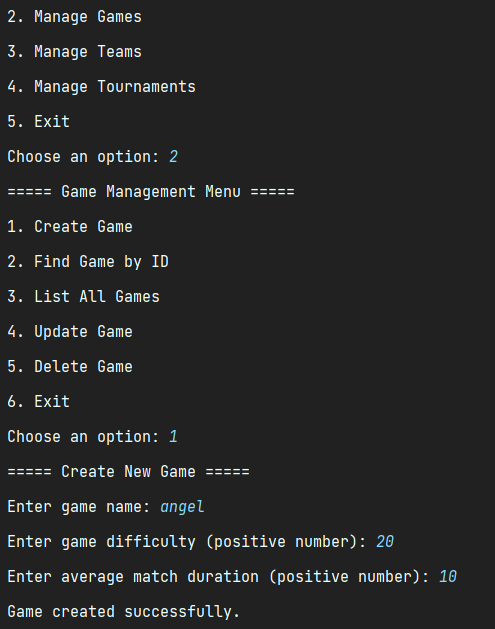 2. Manage Games
3. Manage Teams
4. Manage Tournaments
5. Exit
Choose an option: 2
===== Game Management Menu =====
1. Create Game
2. Find Game by ID
3. List All Games
4. Update Game
5. Delete Game
6. Exit
Choose an option: 1
===== Create New Game =====
Enter game name: angel
Enter game difficulty (positive number): 20
Enter average match duration (positive number): 10
Game created successfully.